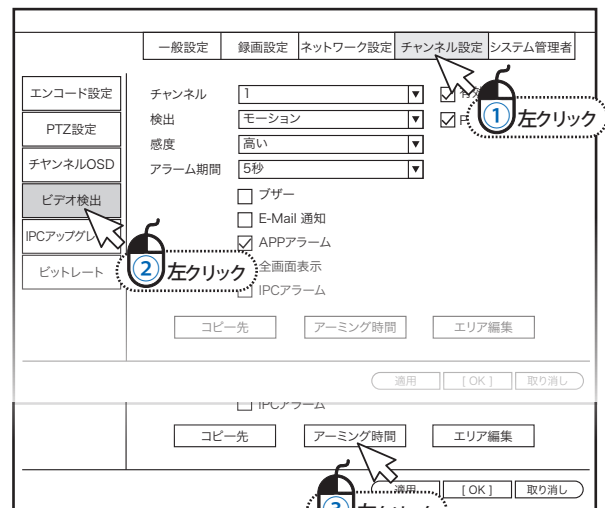 一般設定 録画設定 ネットワーク設定 チャンネル設定 システム管理者
エンコード設定
PTZ設定
チヤンネルOSD
ビデオ検出
IPCアップグレ
ビットレート
チャンネル 1
検出 モーション
感度 高い
アラーム期間 5秒
① 左クリック
ブザー
E-Mail 通知
APPアラーム
全画面表示
IPCアラーム
② 左クリック
コピー先 アーミング時間 エリア編集
適用 [ OK ] 取り消し
IPCアラーム
コピー先 アーミング時間 エリア編集
適用 [ OK ] 取り消し
③ 左クリック